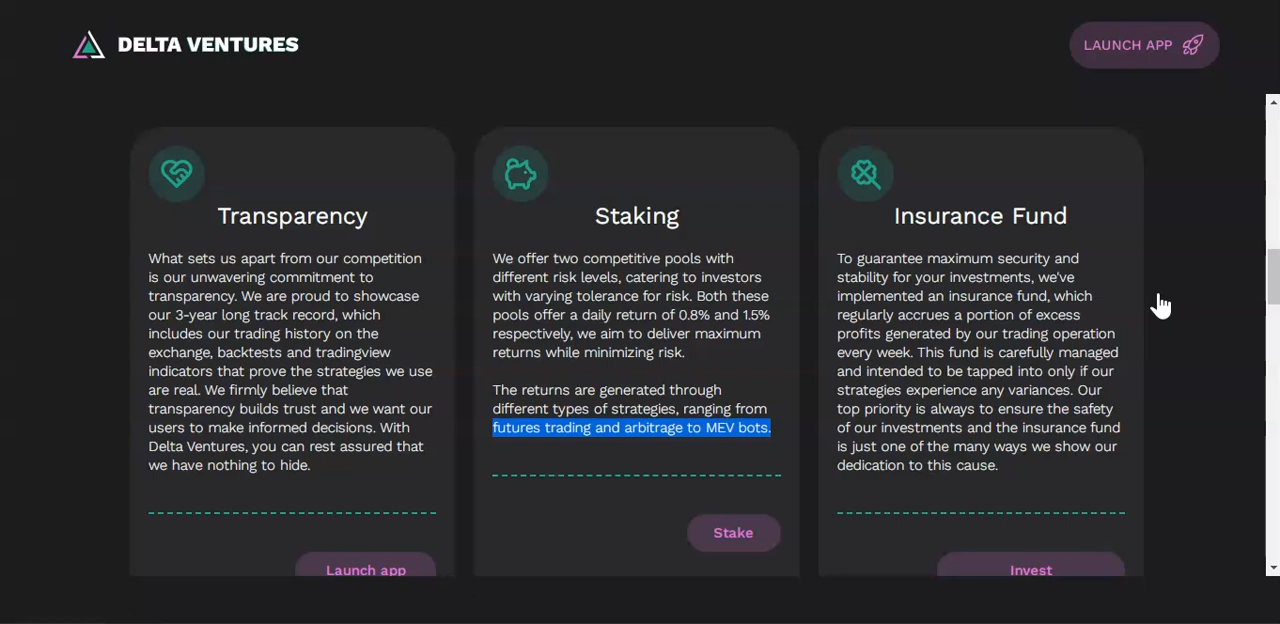 DELTA VENTURES
LAUNCH APP
Transparency
What sets us apart from our competition
is our unwavering commitment to
transparency. We are proud to showcase
our 3-year long track record, which
includes our trading history on the
exchange, backtests and tradingview
indicators that prove the strategies we use
are real. We firmly believe that
transparency builds trust and we want our
users to make informed decisions. With
Delta Ventures, you can rest assured that
we have nothing to hide.
Launch app
Staking
We offer two competitive pools with
different risk levels, catering to investors
with varying tolerance for risk. Both these
pools offer a daily return of 0.8% and 1.5%
respectively, we aim to deliver maximum
returns while minimizing risk.
The returns are generated through
different types of strategies, ranging from
futures trading and arbitrage to MEV bots.
Stake
Insurance Fund
To guarantee maximum security and
stability for your investments, we've
implemented an insurance fund, which
regularly accrues a portion of excess
profits generated by our trading operation
every week. This fund is carefully managed
and intended to be tapped into only if our
strategies experience any variances. Our
top priority is always to ensure the safety
of our investments and the insurance fund
is just one of the many ways we show our
dedication to this cause.
Invest